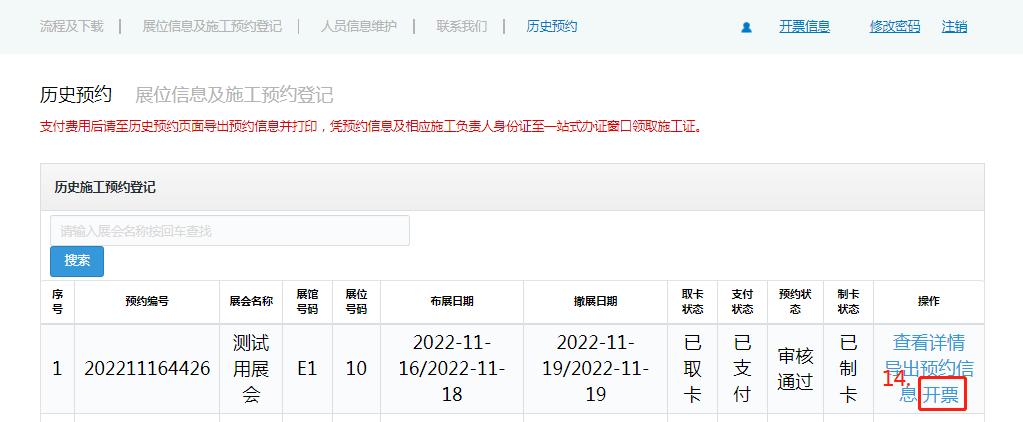 流程及下载 | 展位信息及施工预约登记 | 人员信息维护 | 联系我们 | 历史预约 开票信息 修改密码 注销
历史预约 展位信息及施工预约登记
支付费用后请至历史预约页面导出预约信息并打印，凭预约信息及相应施工负责人身份证至一站式办证窗口领取施工证。
历史施工预约登记
请输入展会名称按回车查找
搜索
序号 预约编号 展会名称 展馆号码 展位号码 布展日期 撤展日期 取卡状态 支付状态 预约状态 制卡状态 操作
1 202211164426 测试用展会 E1 10 2022-11-16/2022-11-18 2022-11-19/2022-11-19 已取卡 已支付 审核通过 已制卡 查看详情 导出预约信息 开票
14.